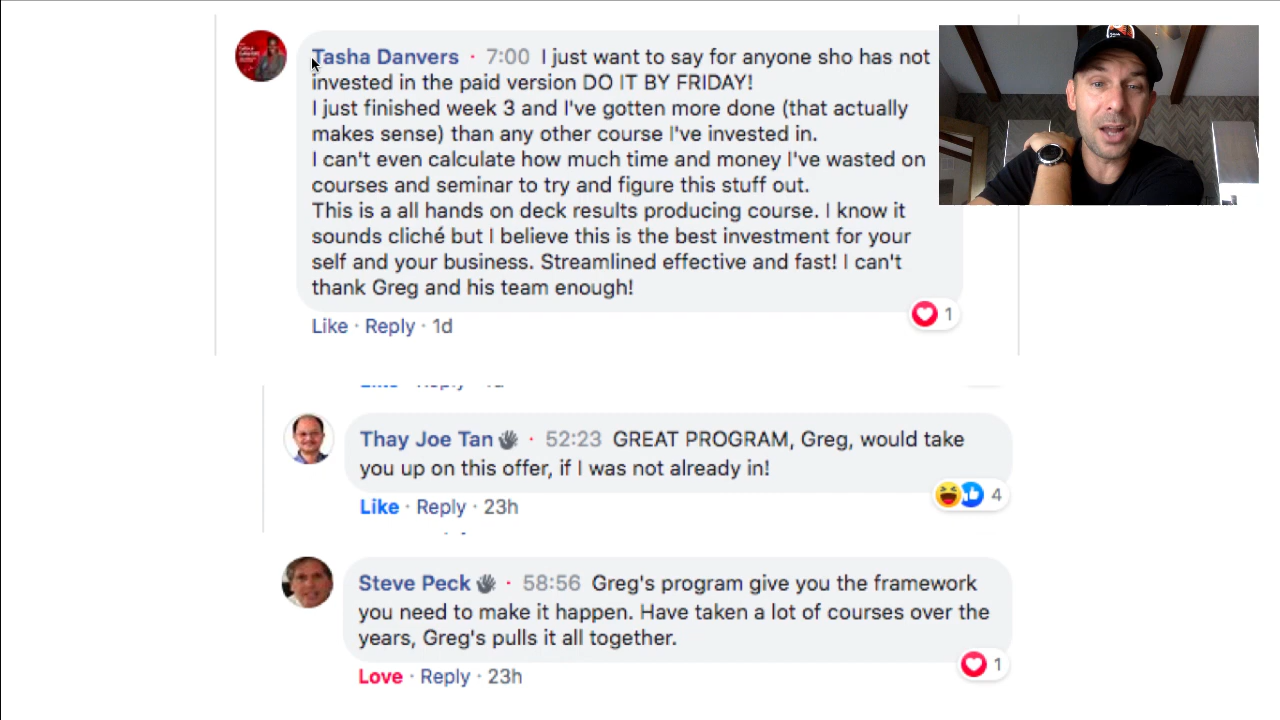 Tasha Danvers · 7:00 I just want to say for anyone sho has not
invested in the paid version DO IT BY FRIDAY!
I just finished week 3 and I've gotten more done (that actually
makes sense) than any other course I've invested in.
I can't even calculate how much time and money I've wasted on
courses and seminar to try and figure this stuff out.
This is a all hands on deck results producing course. I know it
sounds cliché but I believe this is the best investment for your
self and your business. Streamlined effective and fast! I can't
thank Greg and his team enough!
1
Like · Reply · 1d
Thay Joe Tan · 52:23 GREAT PROGRAM, Greg, would take
you up on this offer, if I was not already in!
4
Like · Reply · 23h
Steve Peck · 58:56 Greg's program give you the framework
you need to make it happen. Have taken a lot of courses over the
years, Greg's pulls it all together.
1
Love · Reply · 23h